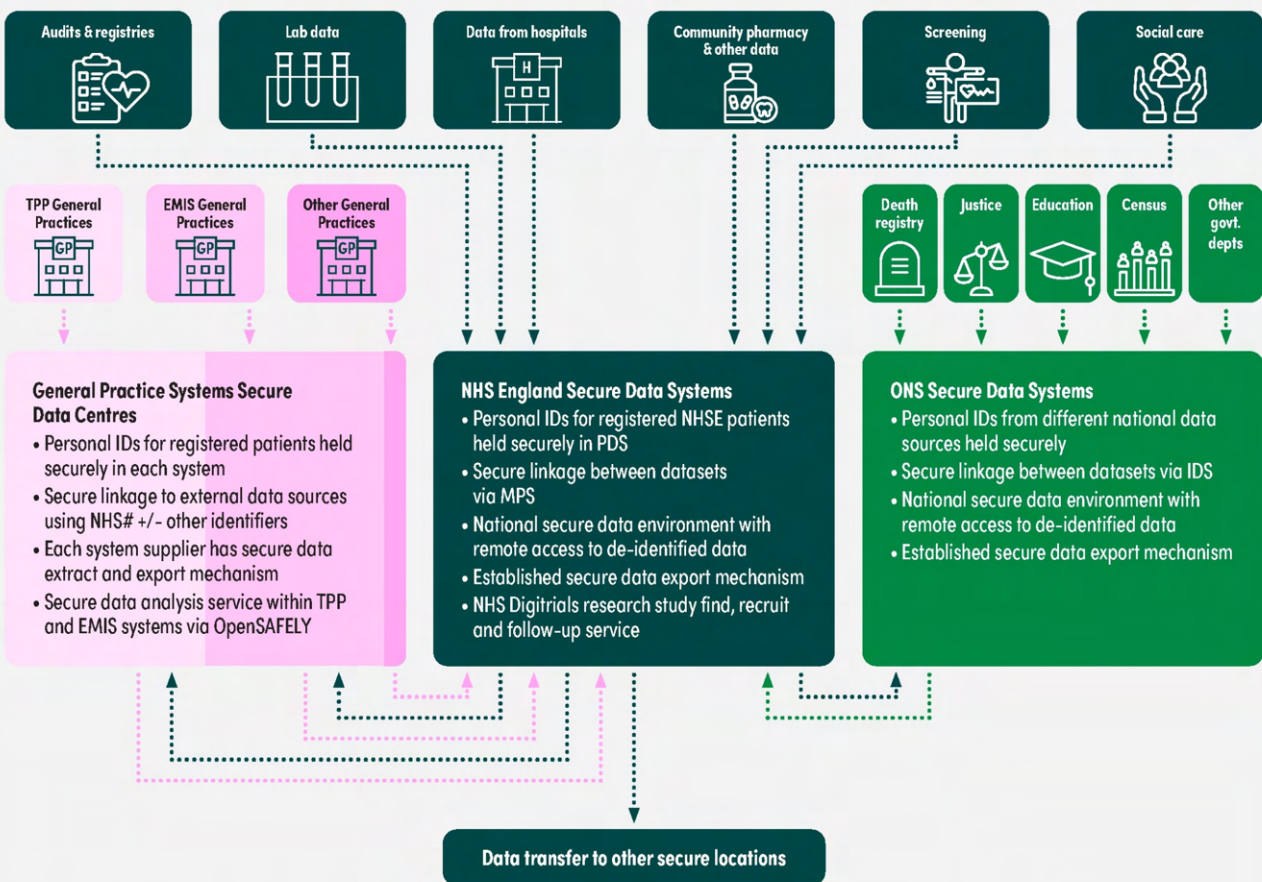 Audits & registries
Lab data
Data from hospitals
H
Community pharmacy
& other data
Screening
Social care
TPP General
Practices
GP
EMIS General
Practices
GP
Other General
Practices
GP
Death
registry
Justice
Education
Census
Other
govt.
depts
General Practice Systems Secure
Data Centres
• Personal IDs for registered patients held
securely in each system
• Secure linkage to external data sources
using NHS# +/- other identifiers
• Each system supplier has secure data
extract and export mechanism
• Secure data analysis service within TPP
and EMIS systems via OpenSAFELY
NHS England Secure Data Systems
• Personal IDs for registered NHSE patients
held securely in PDS
• Secure linkage between datasets
via MPS
• National secure data environment with
remote access to de-identified data
• Established secure data export mechanism
• NHS Digitrials research study find, recruit
and follow-up service
ONS Secure Data Systems
• Personal IDs from different national data
sources held securely
• Secure linkage between datasets via IDS
• National secure data environment with
remote access to de-identified data
• Established secure data export mechanism
Data transfer to other secure locations